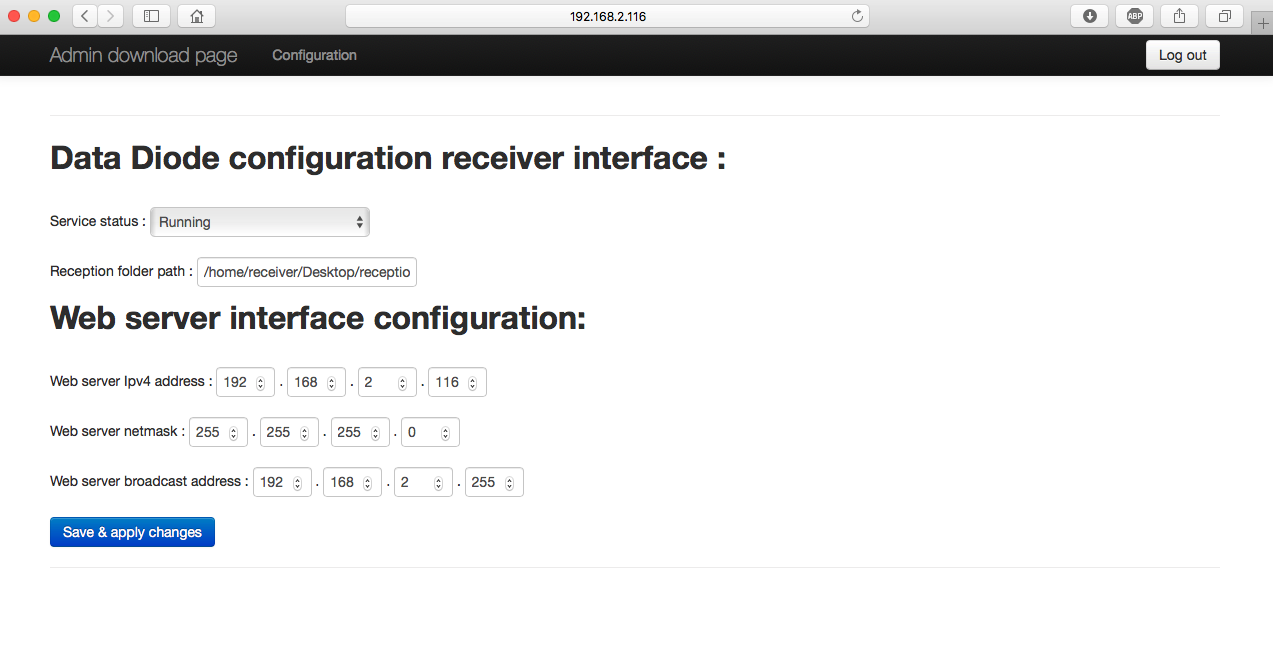 192.168.2.116
ABP
Admin download page Configuration Log out
Data Diode configuration receiver interface :
Service status : Running
Reception folder path : /home/receiver/Desktop/receptio
Web server interface configuration:
Web server Ipv4 address : 192 . 168 . 2 . 116
Web server netmask : 255 . 255 . 255 . 0
Web server broadcast address : 192 . 168 . 2 . 255
Save & apply changes